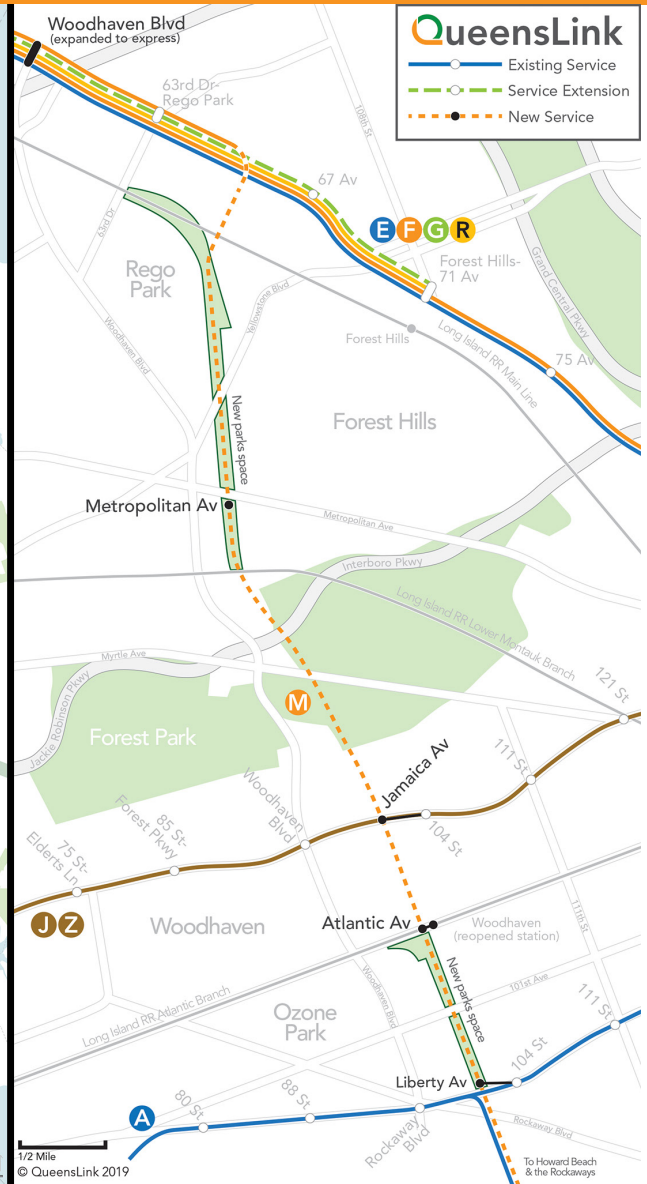 Woodhaven Blvd
(expanded to express)
QueensLink
Existing Service
Service Extension
New Service
63rd Dr-
Rego Park
108th St
67 Av
63rd Dr
E F G R
Forest Hills-
71 Av
Grand Central Pkwy
Rego
Park
Yellowstone Blvd
Woodhaven Blvd
Forest Hills
Long Island RR Main Line
75 Av
New parks space
Forest Hills
Metropolitan Av
Metropolitan Ave
Interboro Pkwy
Long Island RR Lower Montauk Branch
Myrtle Ave
Jackie Robinson Pkwy
121 St
M
Forest Park
Jamaica Av
111 St
Woodhaven
Blvd
85 St-
Forest Pkwy
75 St-
Elderts Ln
104 St
J Z
Woodhaven
Atlantic Av
Woodhaven
(reopened station)
111th St
New parks space
Woodhaven Blvd
101st Ave
Long Island RR Atlantic Branch
Ozone
Park
111 St
104 St
Liberty Av
88 St
80 St
A
Rockaway
Blvd
Rockaway Blvd
1/2 Mile
© QueensLink 2019
To Howard Beach
& the Rockaways